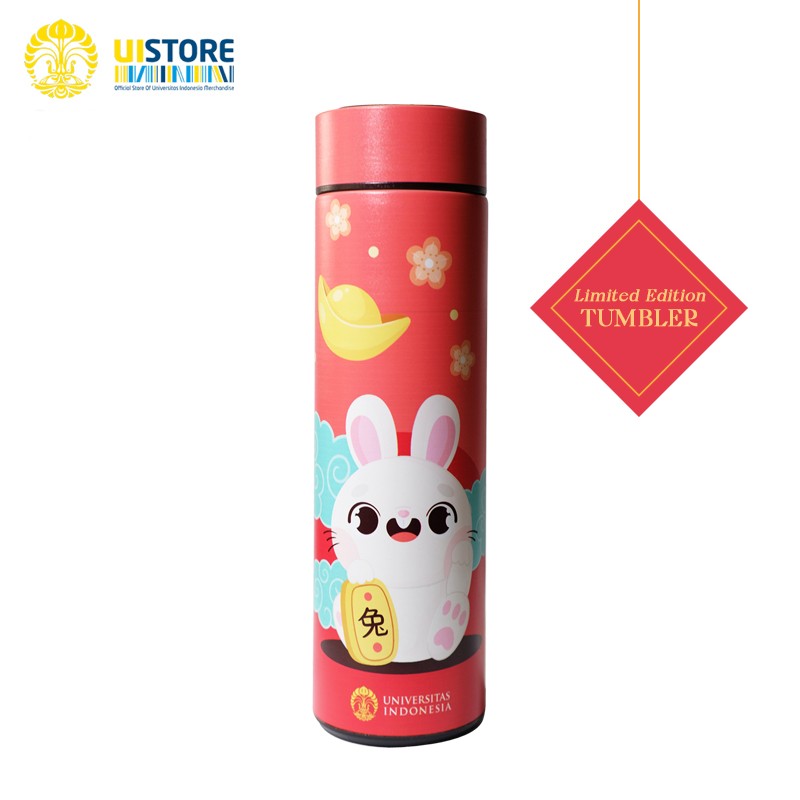 UISTORE
Official Store Of Universitas Indonesia Merchandise
Limited Edition
TUMBLER
兔
UNIVERSITAS
INDONESIA